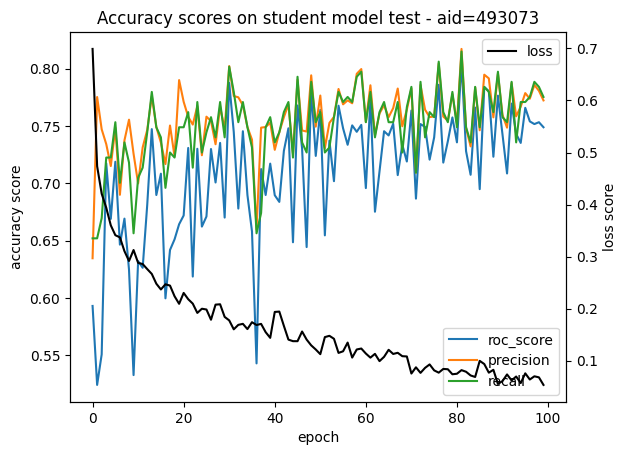 Accuracy scores on student model test - aid=493073
loss
0.80
0.75
0.70
0.65
0.60
0.55
accuracy score
0.7
0.6
0.5
0.4
0.3
0.2
0.1
loss score
roc_score
precision
recall
0
20
40
60
80
100
epoch